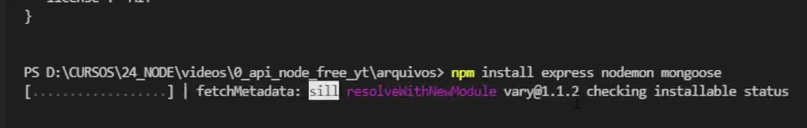 }
PS D:\CURSOS\24_NODE\videos\0_api_node_free_yt\arquivos> npm install express nodemon mongoose
[..................] | fetchMetadata: sill resolveWithNewModule vary@1.1.2 checking installable status